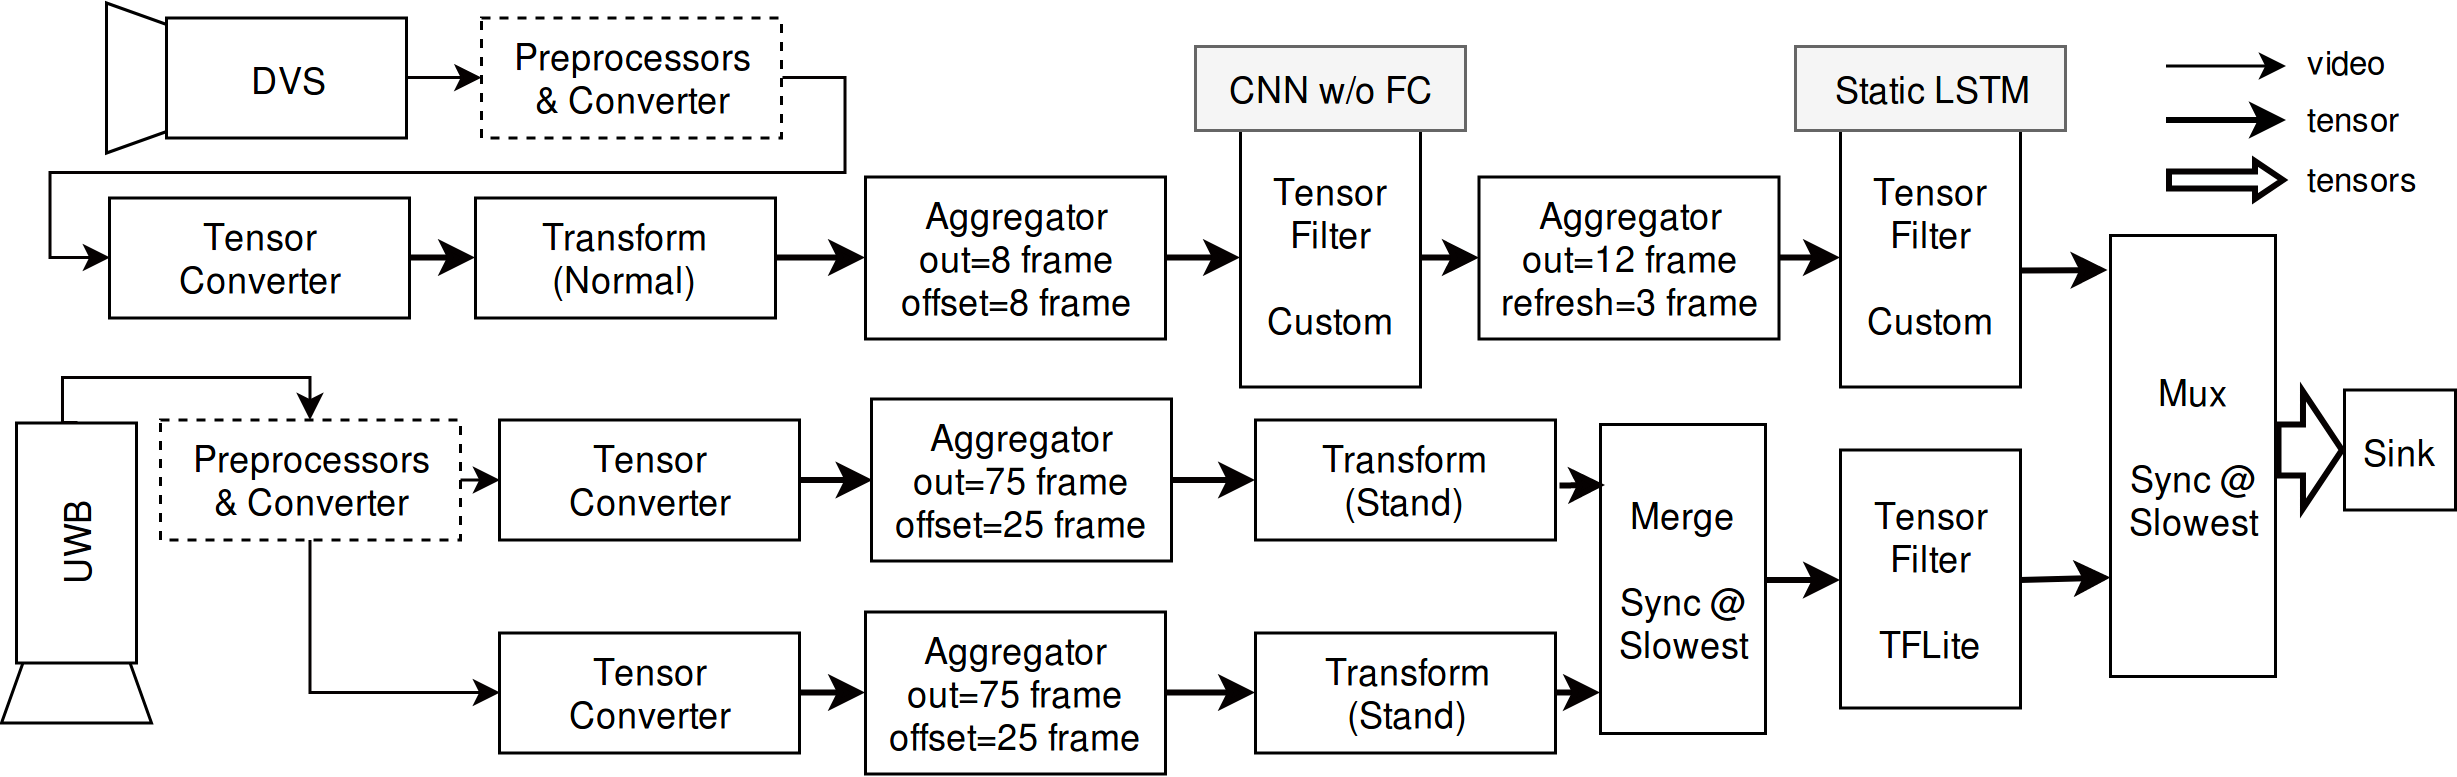 DVS
Preprocessors
& Converter
CNN w/o FC
Static LSTM
video
tensor
tensors
Tensor
Converter
Transform
(Normal)
Aggregator
out=8 frame
offset=8 frame
Tensor
Filter
Custom
Aggregator
out=12 frame
refresh=3 frame
Tensor
Filter
Custom
UWB
Preprocessors
& Converter
Tensor
Converter
Aggregator
out=75 frame
offset=25 frame
Transform
(Stand)
Tensor
Converter
Aggregator
out=75 frame
offset=25 frame
Transform
(Stand)
Merge
Sync @
Slowest
Tensor
Filter
TFLite
Mux
Sync @
Slowest
Sink